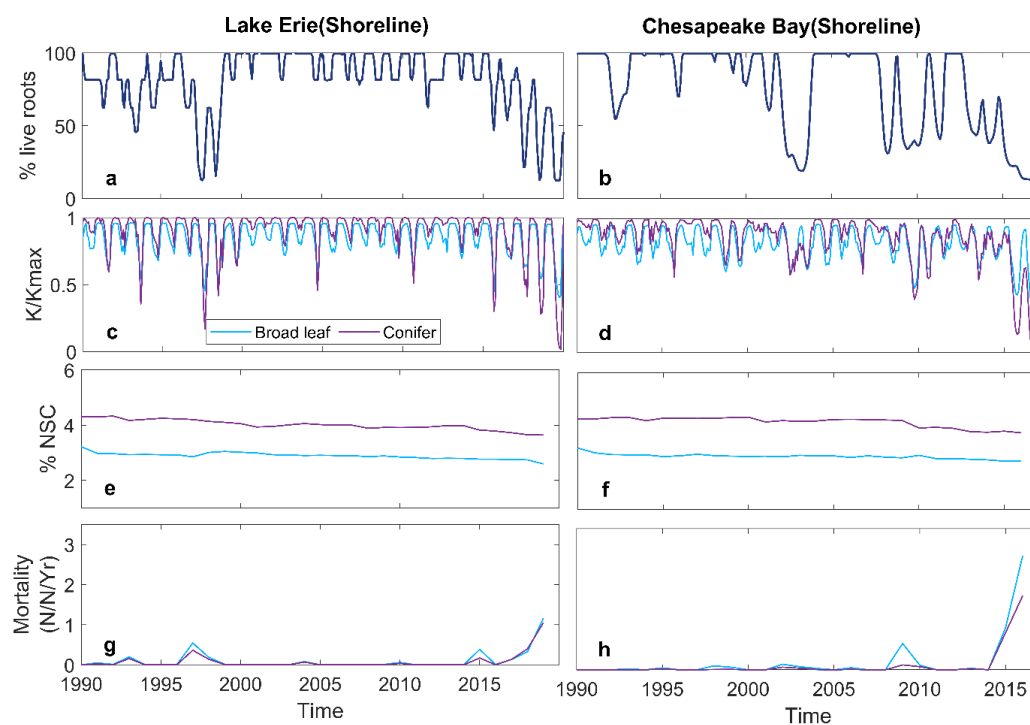 Lake Erie(Shoreline)
Chesapeake Bay(Shoreline)
% live roots
100
50
0
a
b
K/Kmax
1
0.5
0
c
d
Broad leaf
Conifer
% NSC
6
4
2
e
f
Mortality
(N/N/Yr)
3
2
1
0
g
h
1990 1995 2000 2005 2010 2015
1990 1995 2000 2005 2010 2015
Time
Time